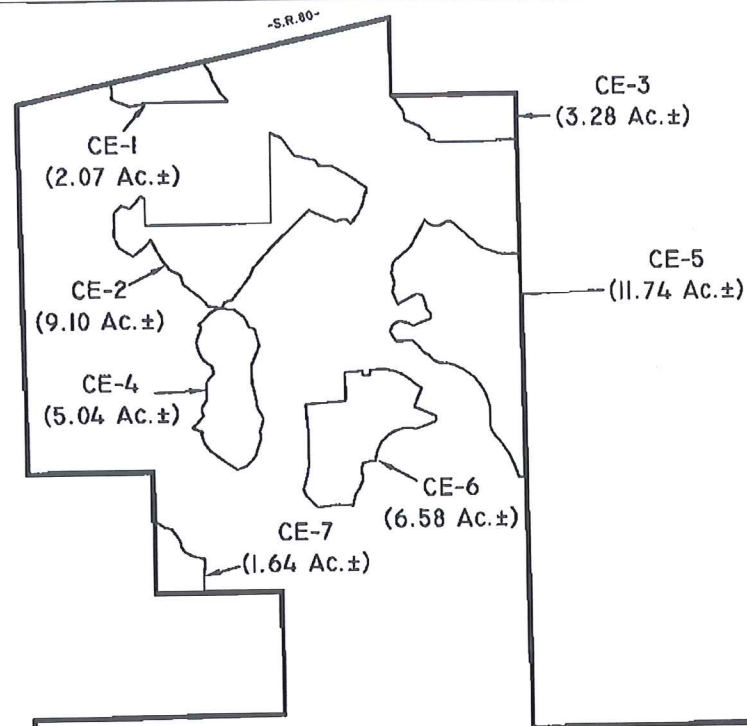 -S.R.80-
CE-1
(2.07 Ac.±)
CE-3
(3.28 Ac.±)
CE-2
(9.10 Ac.±)
CE-5
(11.74 Ac.±)
CE-4
(5.04 Ac.±)
CE-6
(6.58 Ac.±)
CE-7
(1.64 Ac.±)